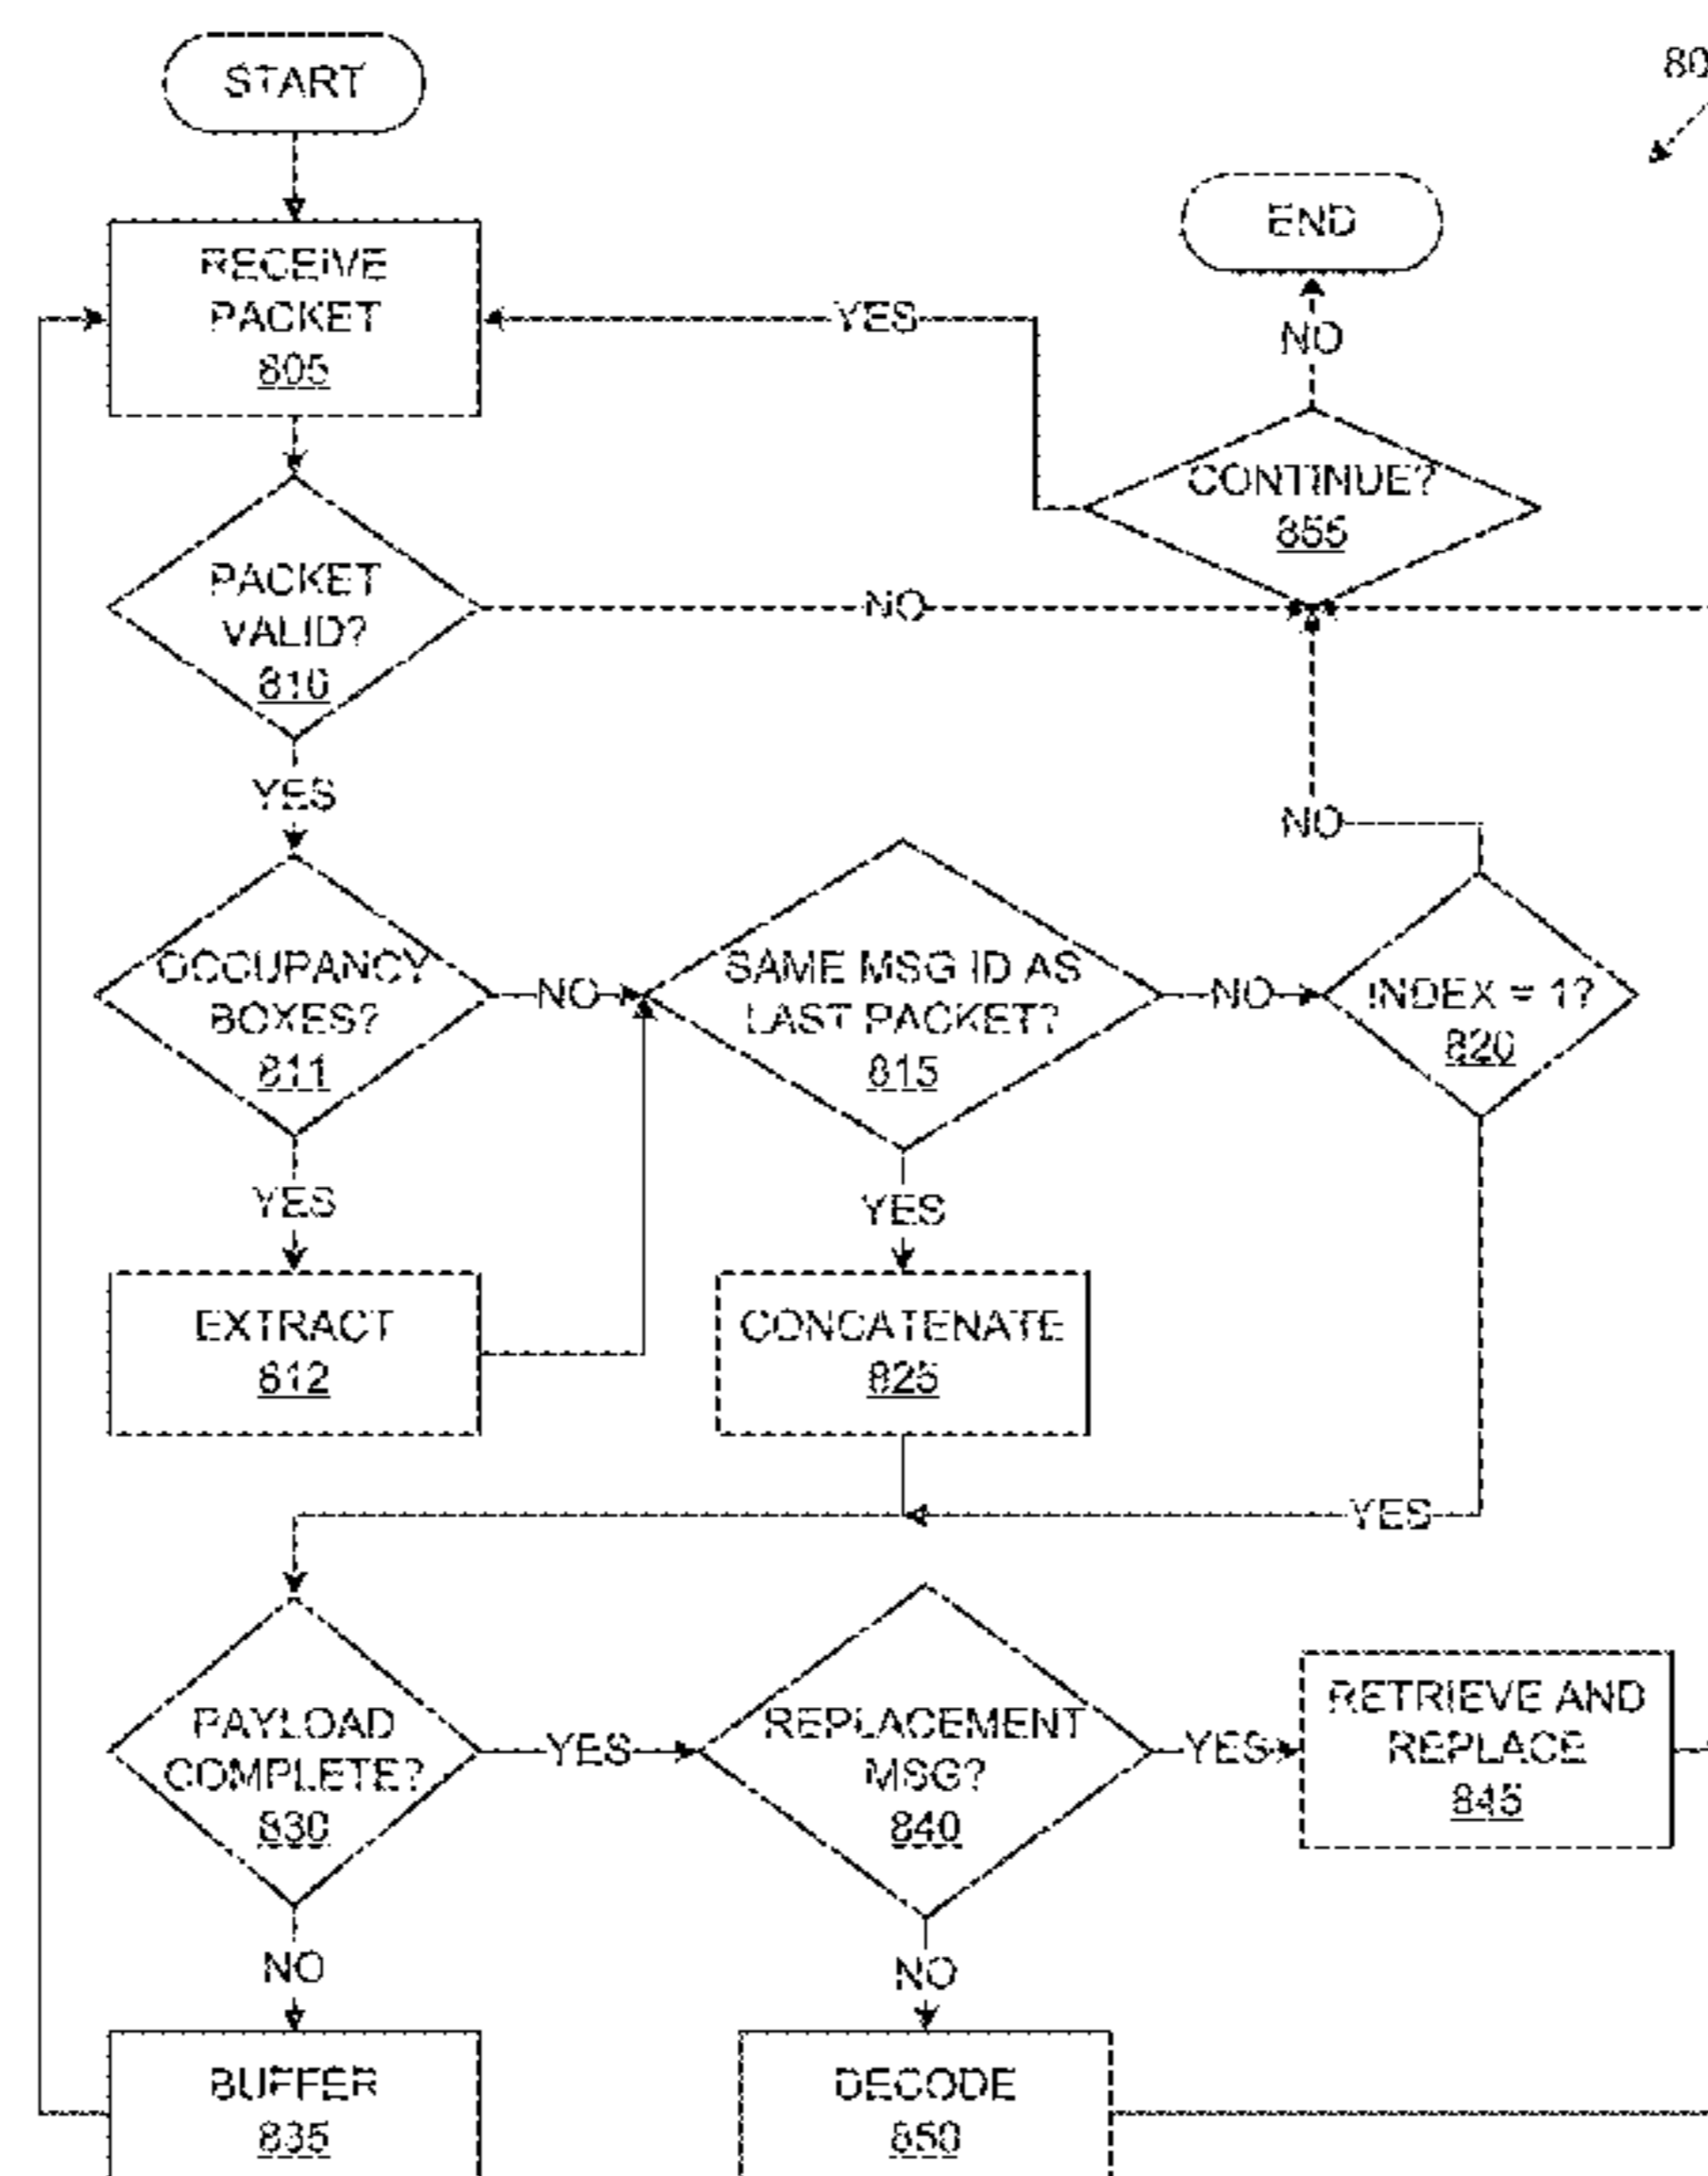 START
80
RECEIVE
PACKET
805
END
YES
NO
CONTINUE?
855
PACKET
VALID?
810
NO
YES
NO
OCCUPANCY
BOXES?
811
NO
SAME MSG ID AS
LAST PACKET?
815
NO
INDEX = 1?
820
YES
YES
EXTRACT
812
CONCATENATE
825
YES
PAYLOAD
COMPLETE?
830
YES
REPLACEMENT
MSG?
840
YES
RETRIEVE AND
REPLACE
845
NO
NO
BUFFER
835
DECODE
850